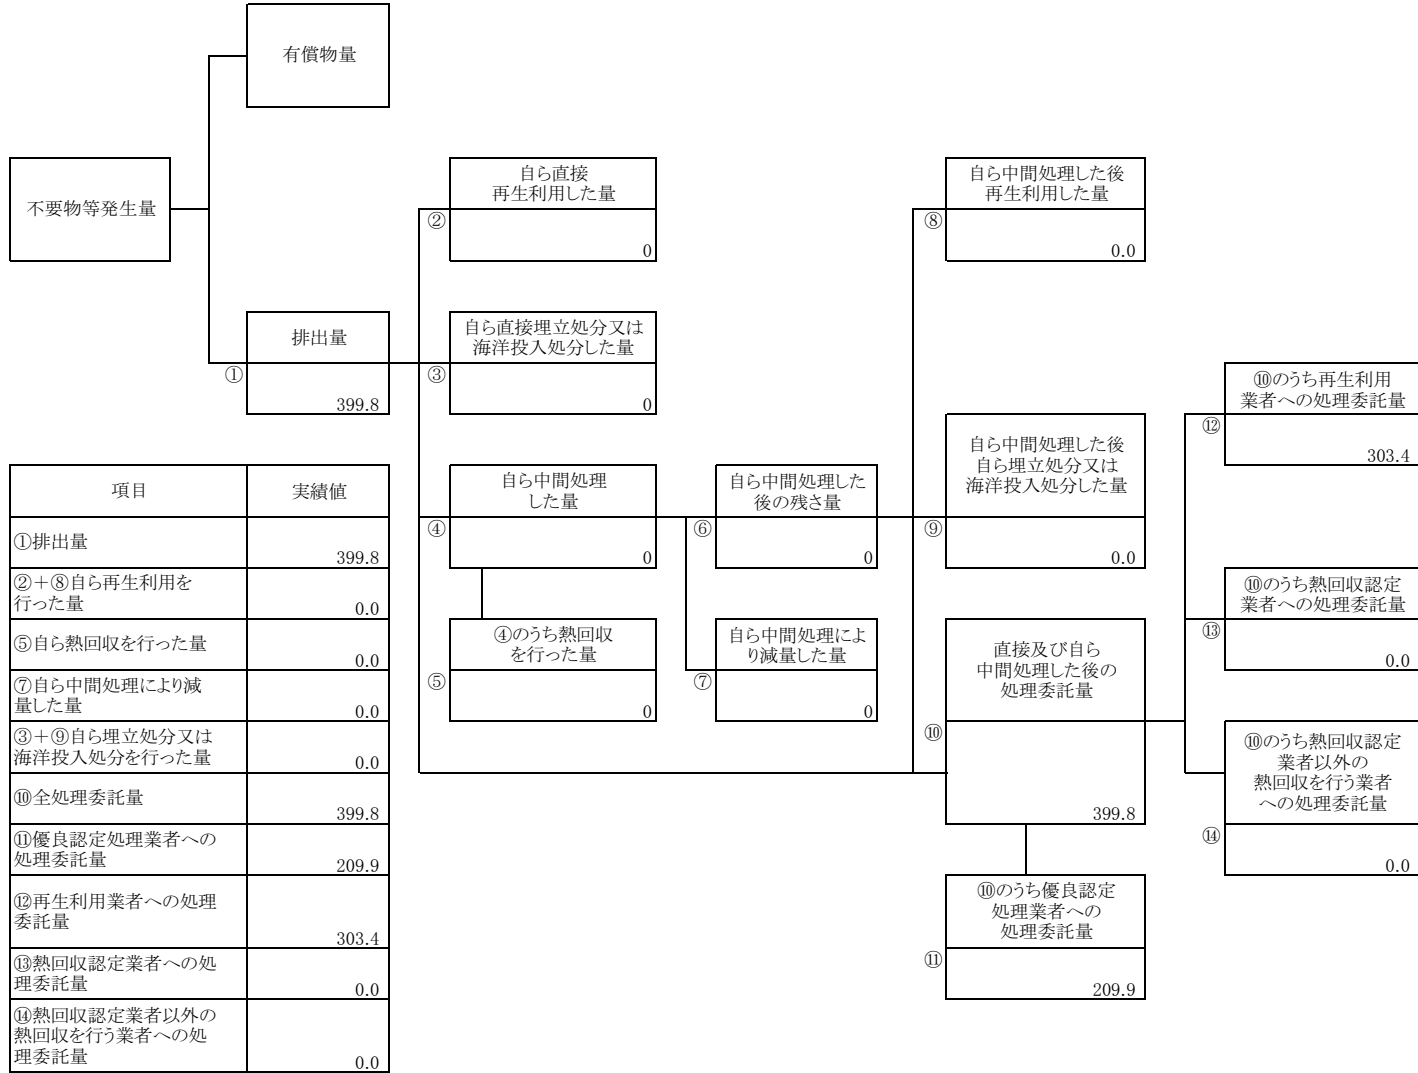 有償物量
不要物等発生量
排出量
①
399.8
自ら直接
再生利用した量
②
0
自ら直接埋立処分又は
海洋投入処分した量
③
0
自ら中間処理
した量
④
0
④のうち熱回収
を行った量
⑤
0
自ら中間処理した
後の残さ量
⑥
0
自ら中間処理によ
り減量した量
⑦
0
自ら中間処理した後
再生利用した量
⑧
0.0
自ら中間処理した後
自ら埋立処分又は
海洋投入処分した量
⑨
0.0
直接及び自ら
中間処理した後の
処理委託量
⑩
399.8
⑩のうち優良認定
処理業者への
処理委託量
⑪
209.9
⑩のうち再生利用
業者への処理委託量
⑫
303.4
⑩のうち熱回収認定
業者への処理委託量
⑬
0.0
⑩のうち熱回収認定
業者以外の
熱回収を行う業者
への処理委託量
⑭
0.0
項目 実績値
①排出量
399.8
②+⑧自ら再生利用を
行った量
0.0
⑤自ら熱回収を行った量
0.0
⑦自ら中間処理により減
量した量
0.0
③+⑨自ら埋立処分又は
海洋投入処分を行った量
0.0
⑩全処理委託量
399.8
⑪優良認定処理業者への
処理委託量
209.9
⑫再生利用業者への処理
委託量
303.4
⑬熱回収認定業者への処
理委託量
0.0
⑭熱回収認定業者以外の
熱回収を行う業者への処
理委託量
0.0